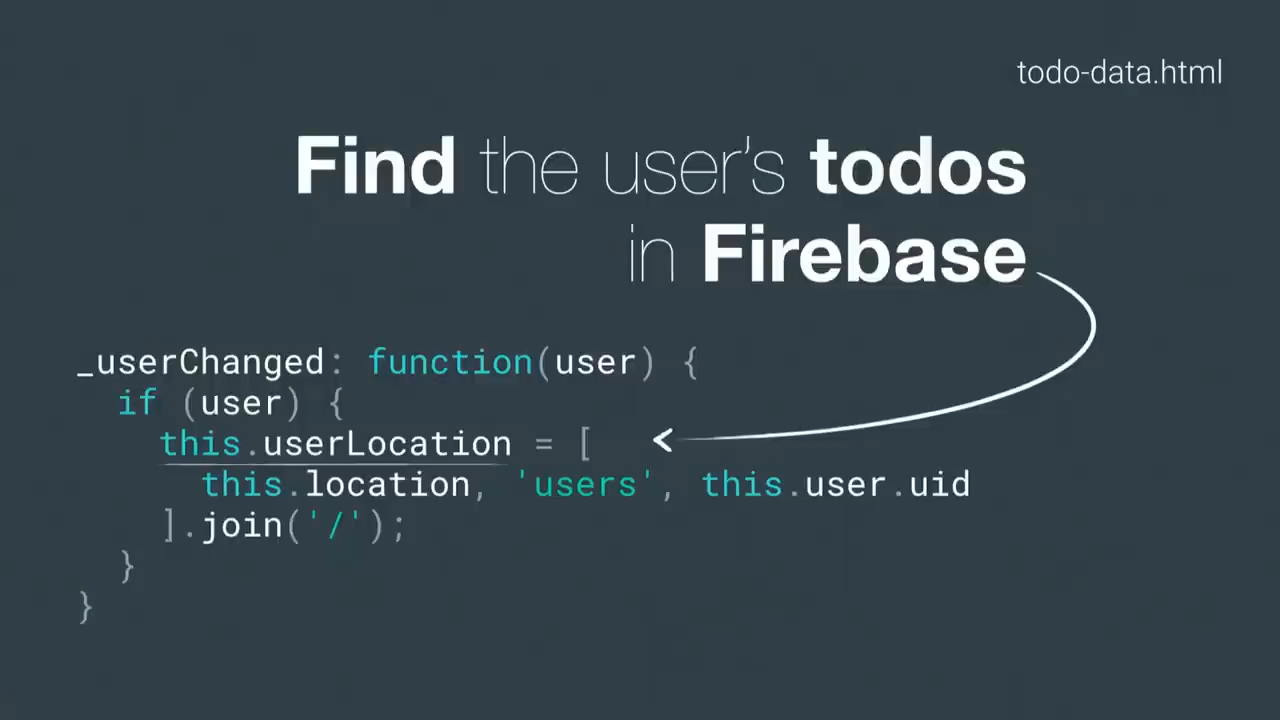 todo-data.html
Find the user's todos
in Firebase
_userChanged: function(user) {
  if (user) {
    this.userLocation = [
      this.location, 'users', this.user.uid
    ].join('/');
  }
}